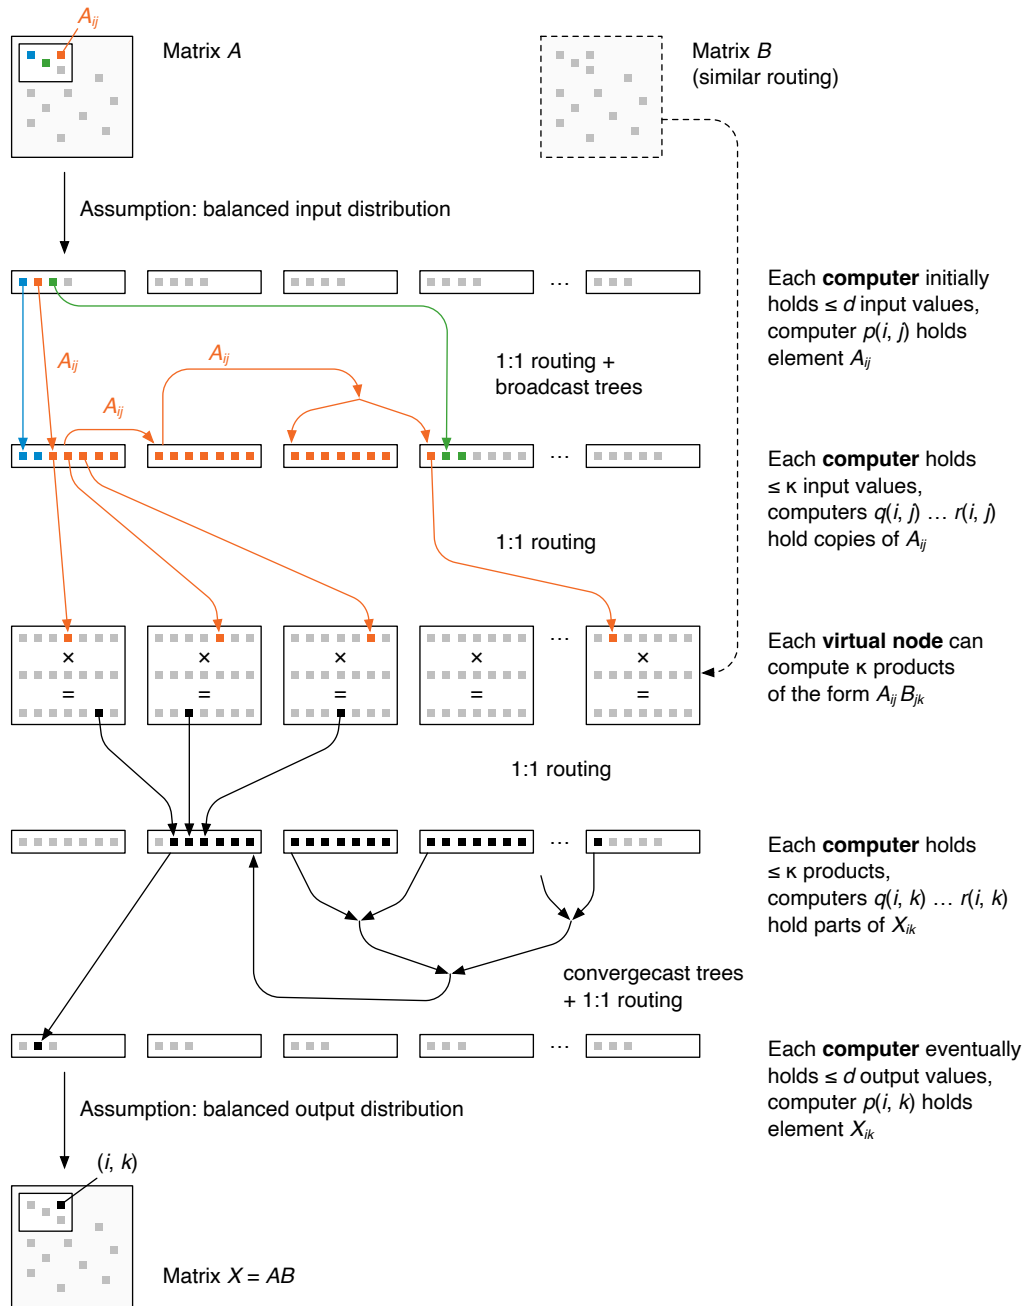 A_ij
Matrix A
Matrix B
(similar routing)
Assumption: balanced input distribution
...
Each computer initially
holds ≤ d input values,
computer p(i, j) holds
element A_ij
A_ij
A_ij
A_ij
1:1 routing +
broadcast trees
...
Each computer holds
≤ κ input values,
computers q(i, j) … r(i, j)
hold copies of A_ij
1:1 routing
...
× × × × ×
= = = = =
Each virtual node can
compute κ products
of the form A_ij B_jk
1:1 routing
...
Each computer holds
≤ κ products,
computers q(i, k) … r(i, k)
hold parts of X_ik
convergecast trees
+ 1:1 routing
...
Each computer eventually
holds ≤ d output values,
computer p(i, k) holds
element X_ik
Assumption: balanced output distribution
(i, k)
Matrix X = AB